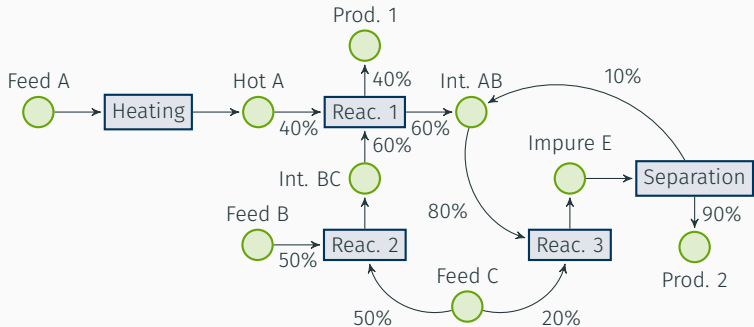 Prod. 1
Feed A
Hot A
40%
Int. AB
10%
Heating
Reac. 1
40%
60%
60%
Impure E
Int. BC
Separation
Feed B
80%
90%
50%
Reac. 2
Reac. 3
Feed C
Prod. 2
50%
20%